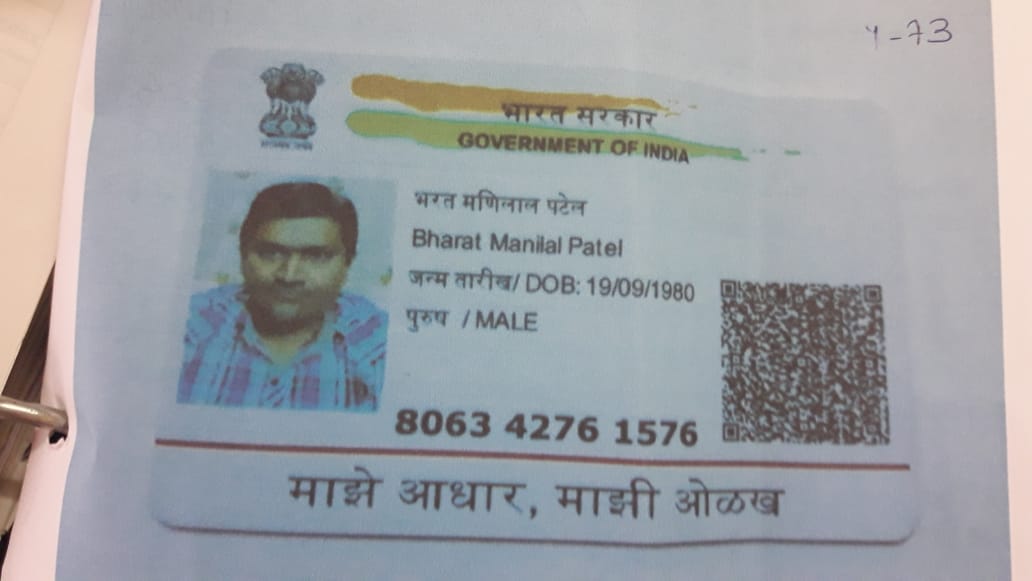 Y-73
भारत सरकार
GOVERNMENT OF INDIA
भरत मणिलाल पटेल
Bharat Manilal Patel
जन्म तारीख/ DOB: 19/09/1980
पुरुष / MALE
8063 4276 1576
माझे आधार, माझी ओळख